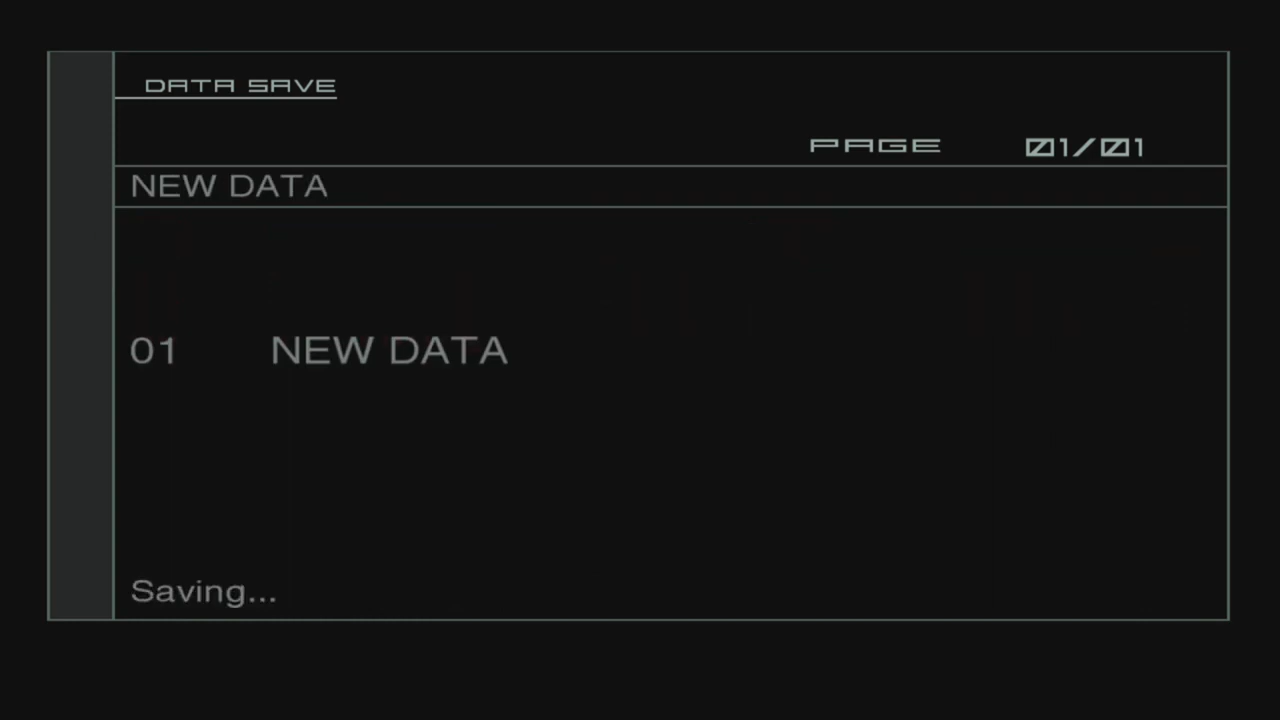 DATA SAVE
PAGE 01/01
NEW DATA
01 NEW DATA
Saving...